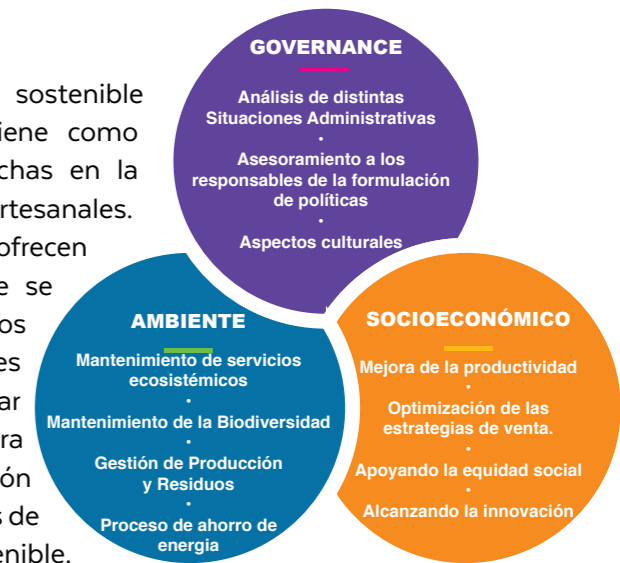 sostenible
iene como
chas en la
rtesanales.
ofrecen
e se
os
es
ar
ra
ón
s de
enible.
GOVERNANCE
Análisis de distintas
Situaciones Administrativas
•
Asesoramiento a los
responsables de la formulación
de políticas
•
Aspectos culturales
AMBIENTE
Mantenimiento de servicios
ecosistémicos
•
Mantenimiento de la Biodiversidad
•
Gestión de Producción
y Residuos
•
Proceso de ahorro de
energia
SOCIOECONÓMICO
Mejora de la productividad
•
Optimización de las
estrategias de venta.
•
Apoyando la equidad social
•
Alcanzando la innovación